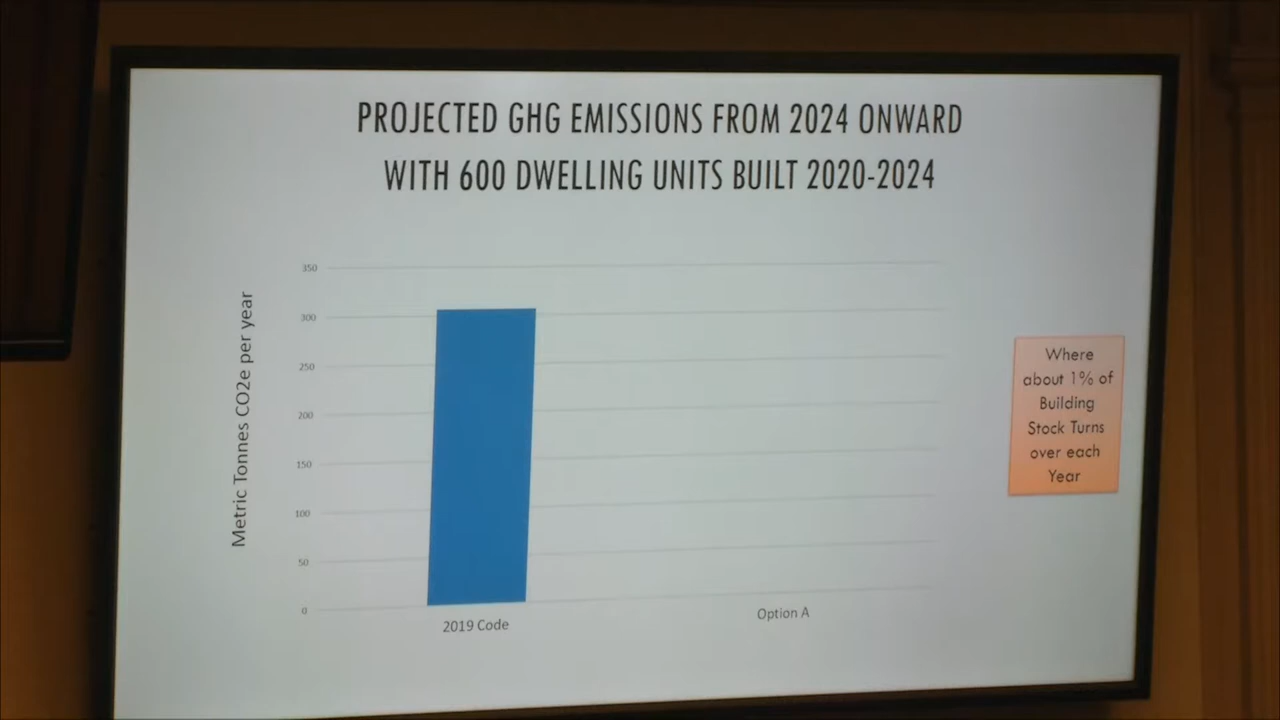 PROJECTED GHG EMISSIONS FROM 2024 ONWARD
WITH 600 DWELLING UNITS BUILT 2020-2024
Metric Tonnes CO2e per year
350
300
250
200
150
100
50
0
2019 Code
Option A
Where
about 1% of
Building
Stock Turns
over each
Year